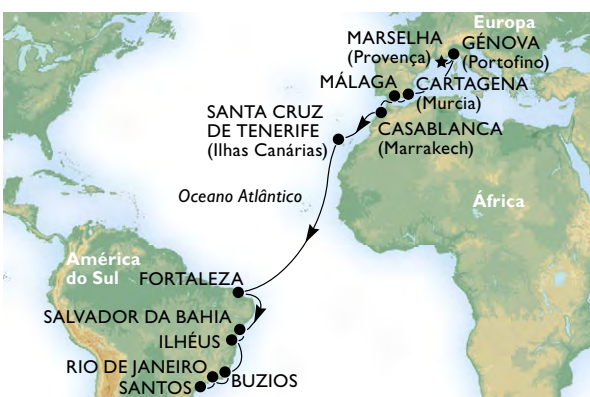 Europa
MARSELHA
(Provença)
GÉNOVA
(Portofino)
MÁLAGA
CARTAGENA
(Murcia)
SANTA CRUZ
DE TENERIFE
(Ilhas Canárias)
CASABLANCA
(Marrakech)
Oceano Atlântico
África
América
do Sul
FORTALEZA
SALVADOR DA BAHIA
ILHÉUS
RIO DE JANEIRO
BUZIOS
SANTOS